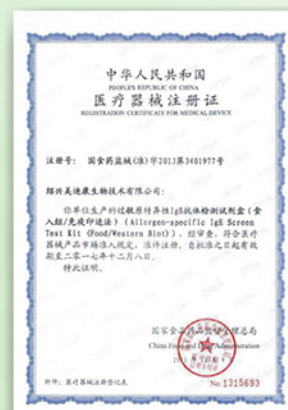 中华人民共和国
PEOPLE'S REPUBLIC OF CHINA
医疗器械注册证
REGISTRATION CERTIFICATE FOR MEDICAL DEVICE
注册号: 国食药监械(准)字2013第3401977号
绍兴美迪康生物技术有限公司:
你单位生产的过敏原特异性IgE抗体检测试剂盒(食
入组/免疫印迹法)(Allorgen-specific IgE Screen
Test Kit (Food/Western Blot)),经审查,符合医疗
器械产品市场准入规定,准许注册,自批准之日起有效
期至二零一七年十二月八日。
特此证明。
国家食品药品监督管理总局
China Food and Drug Administration
附件:医疗器械注册登记表
No 1315693